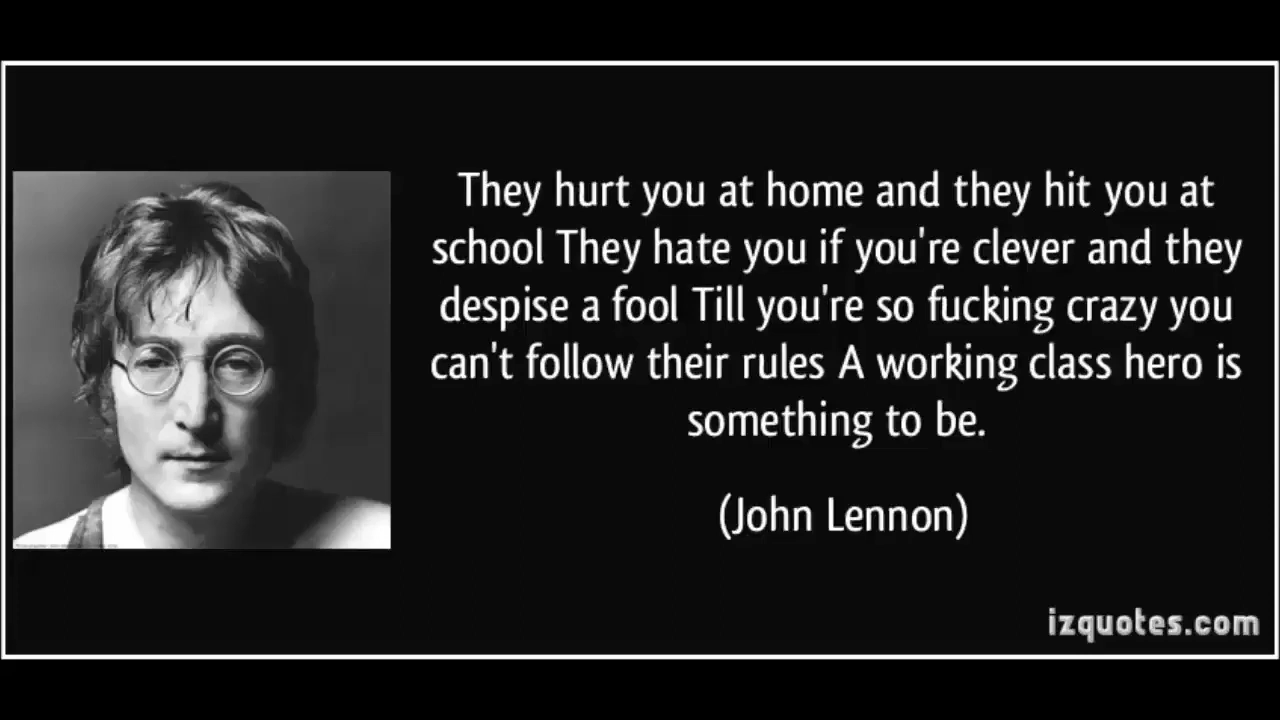 They hurt you at home and they hit you at
school They hate you if you're clever and they
despise a fool Till you're so fucking crazy you
can't follow their rules A working class hero is
something to be.
(John Lennon)
izquotes.com